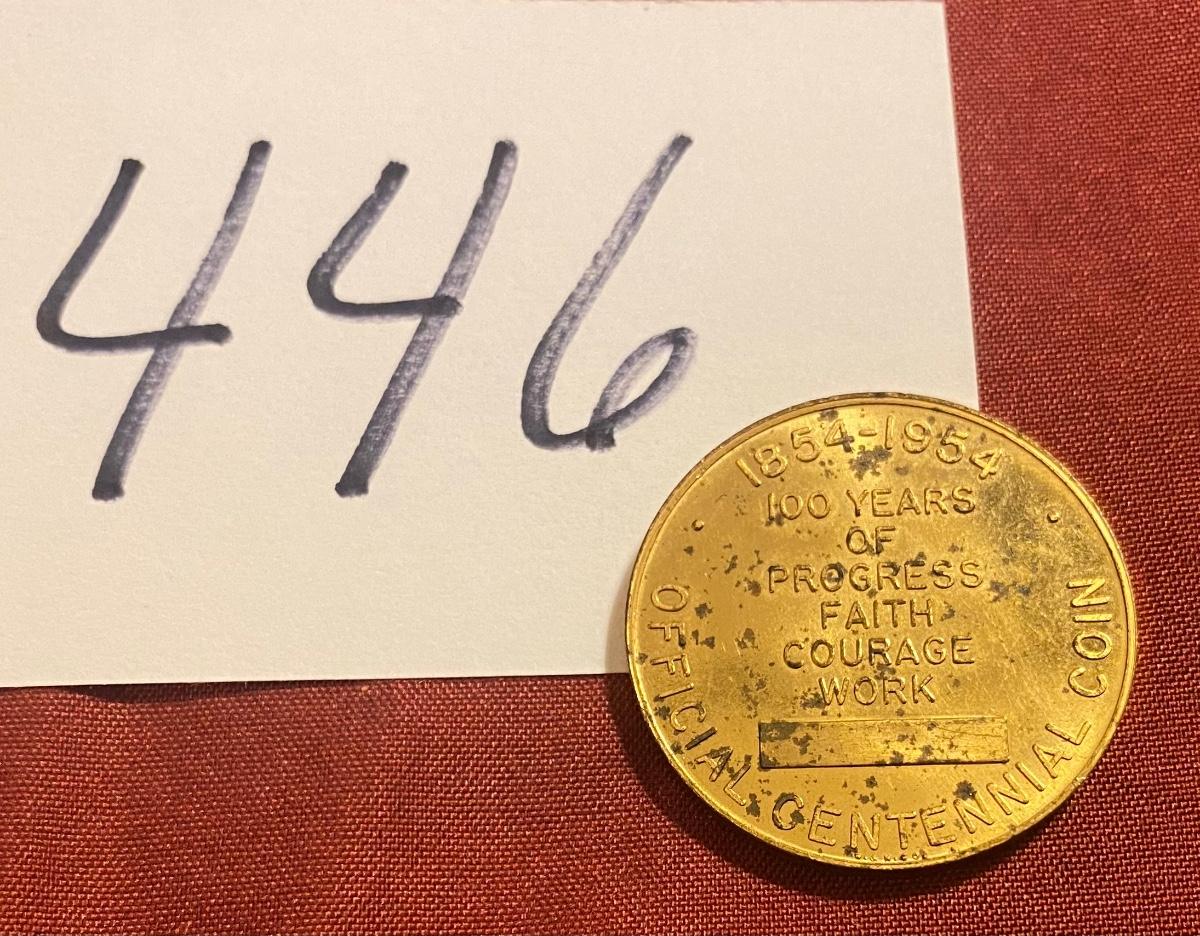 446
1854-1954
100 YEARS
OF
PROGRESS
FAITH
COURAGE
WORK
OFFICIAL CENTENNIAL COIN